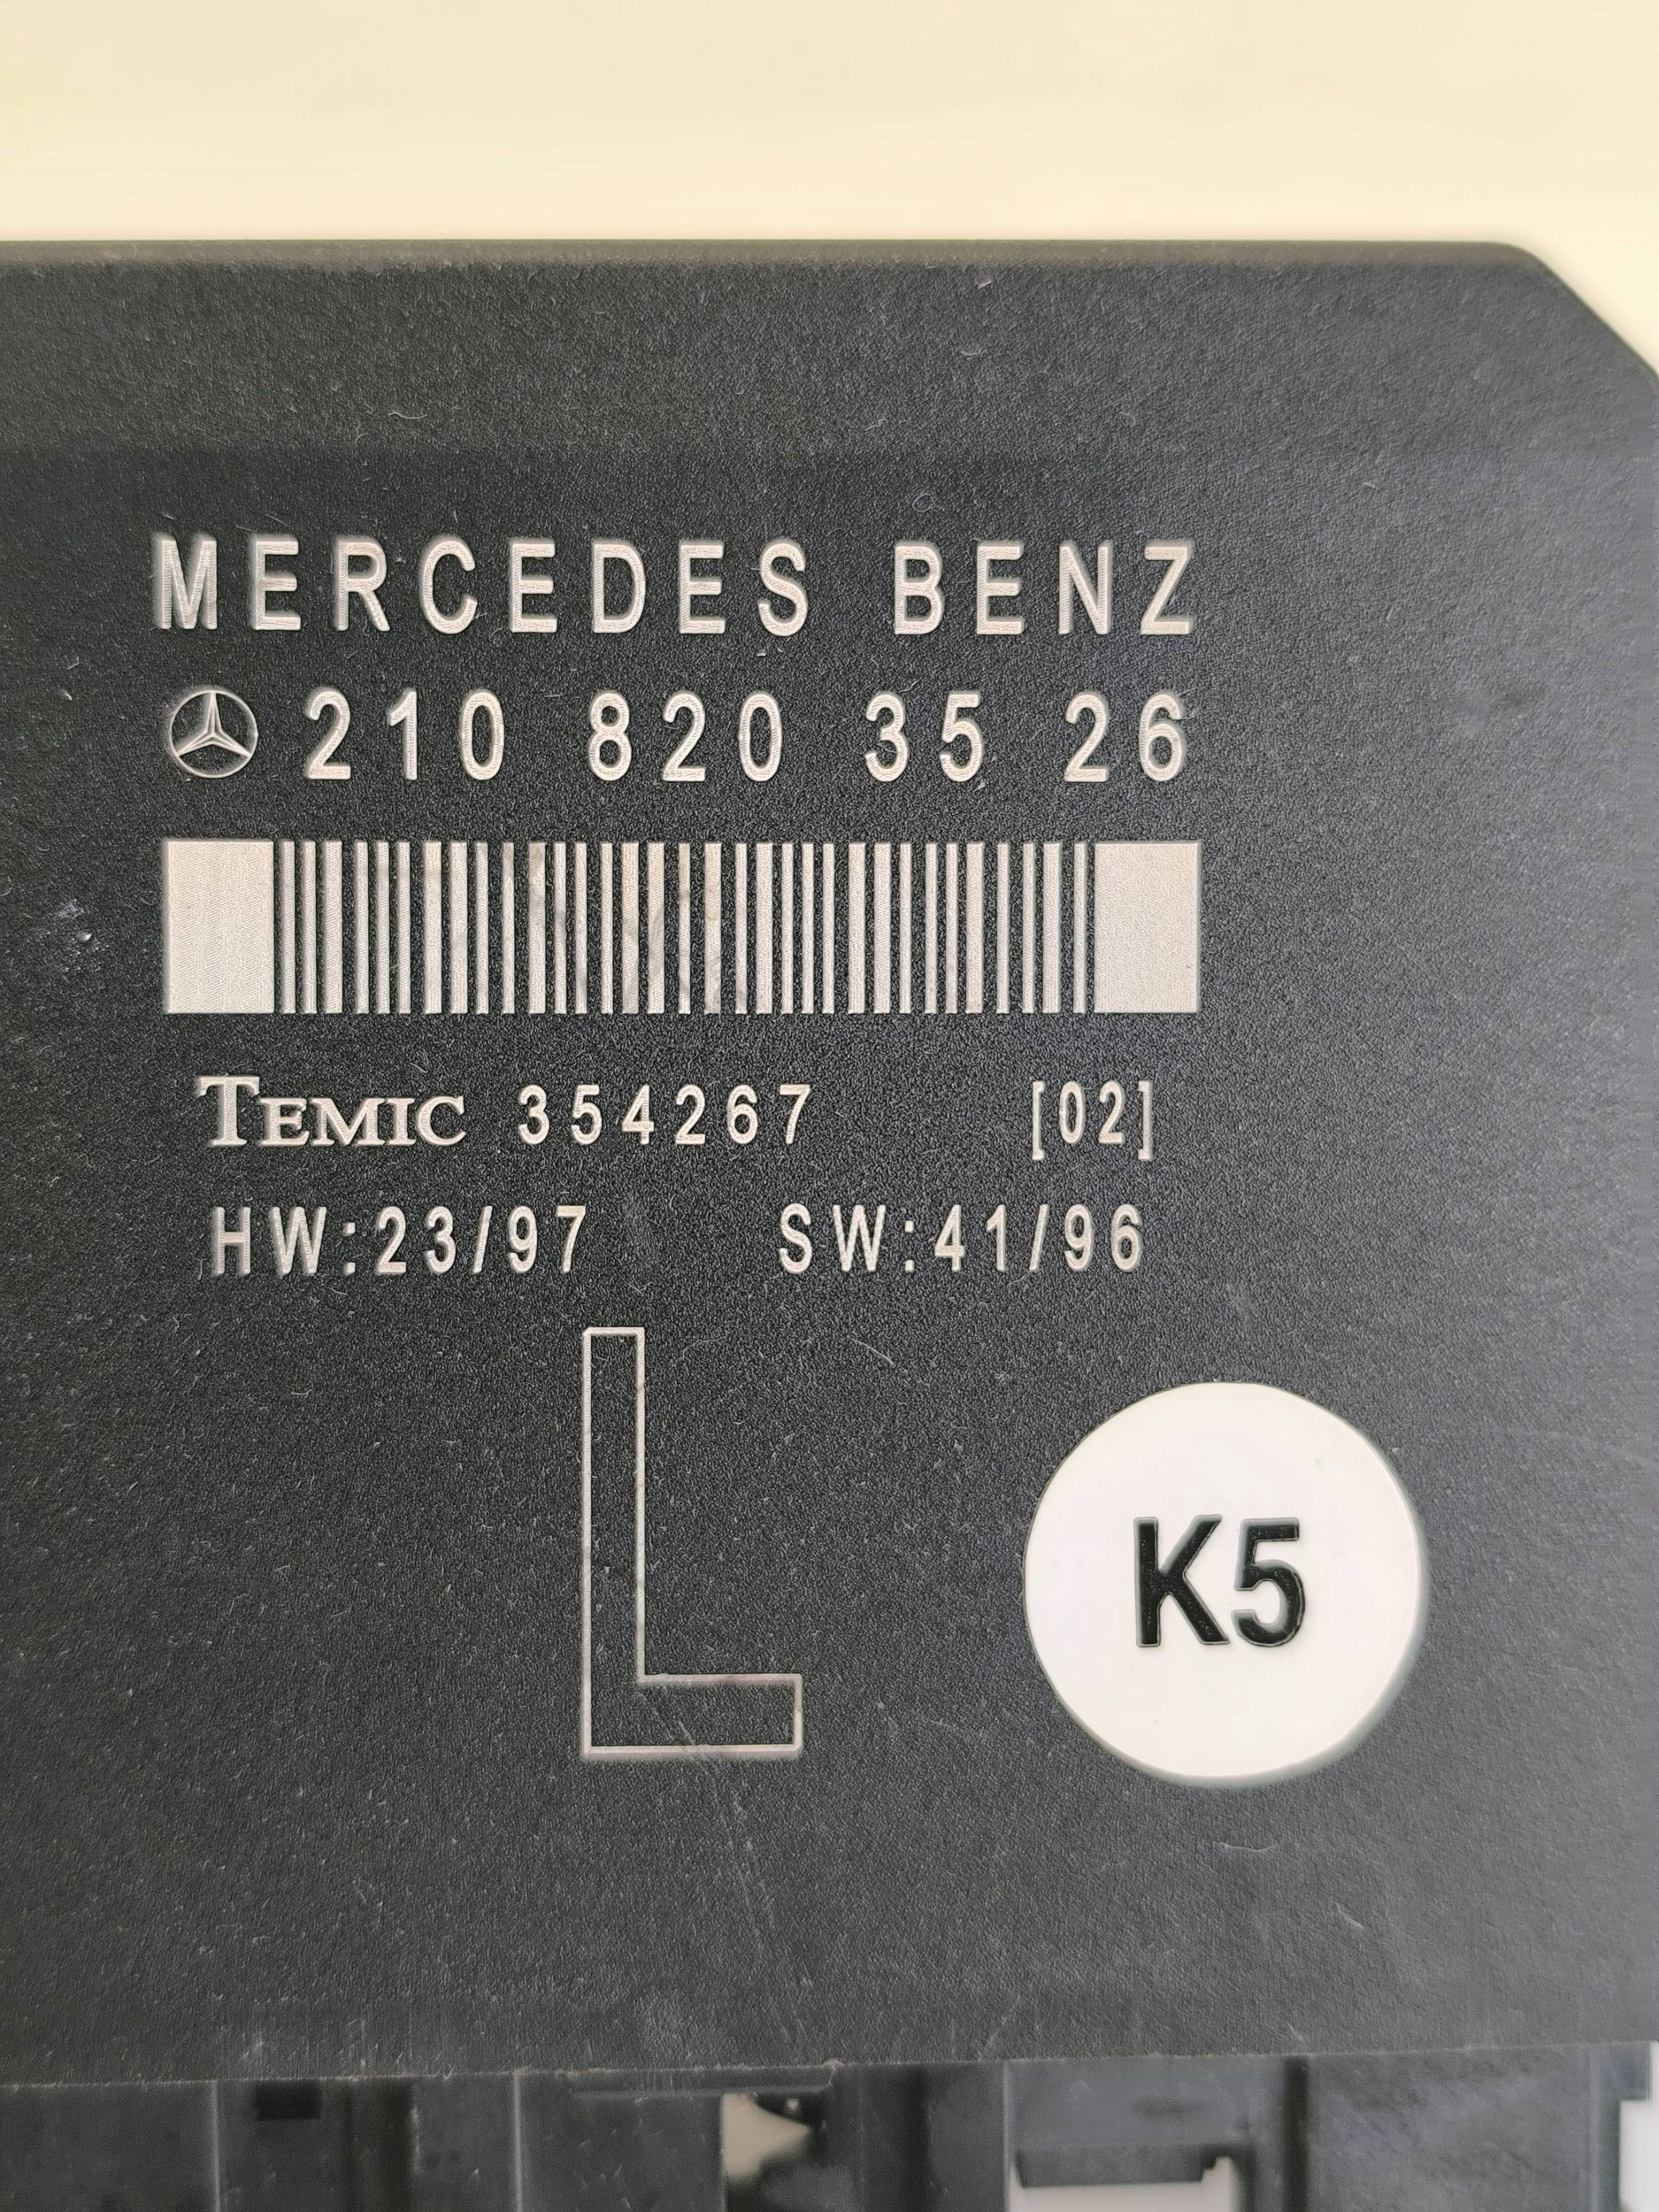 MERCEDES BENZ
210 820 35 26
TEMIC 354267 [02]
HW:23/97 SW:41/96
L
K5